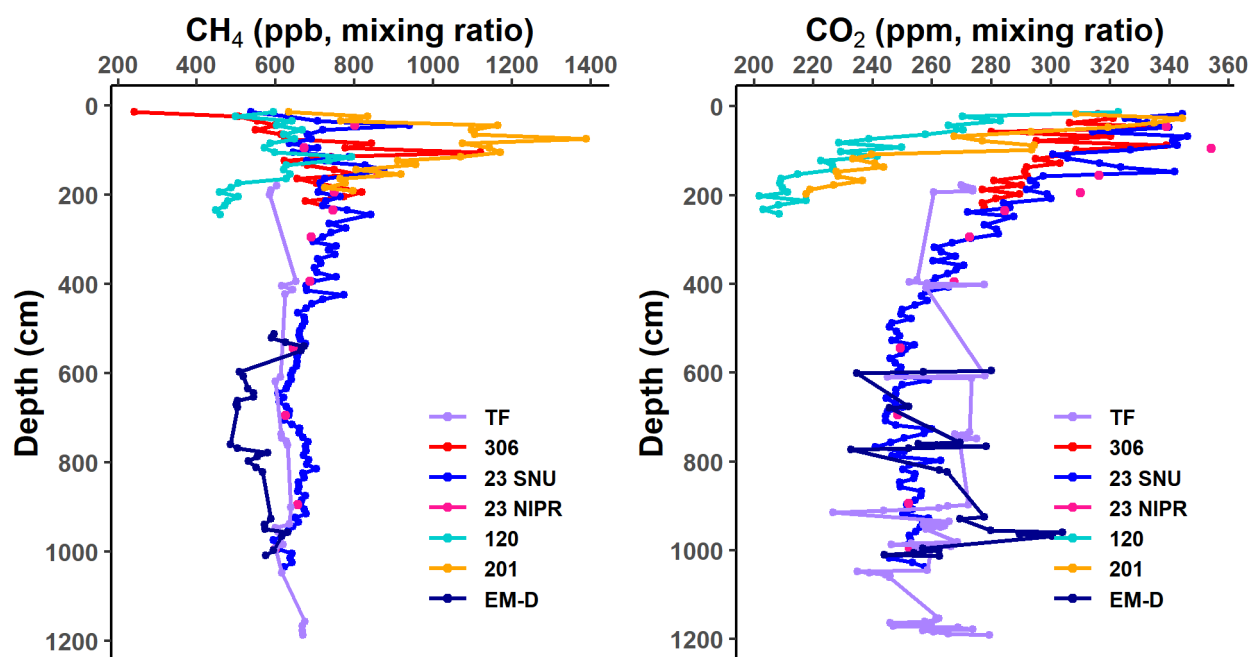 CH₄ (ppb, mixing ratio)
200 400 600 800 1000 1200 1400
0
200
400
600
800
1000
1200
Depth (cm)
TF
306
23 SNU
23 NIPR
120
201
EM-D
CO₂ (ppm, mixing ratio)
200 220 240 260 280 300 320 340 360
0
200
400
600
800
1000
1200
Depth (cm)
TF
306
23 SNU
23 NIPR
120
201
EM-D